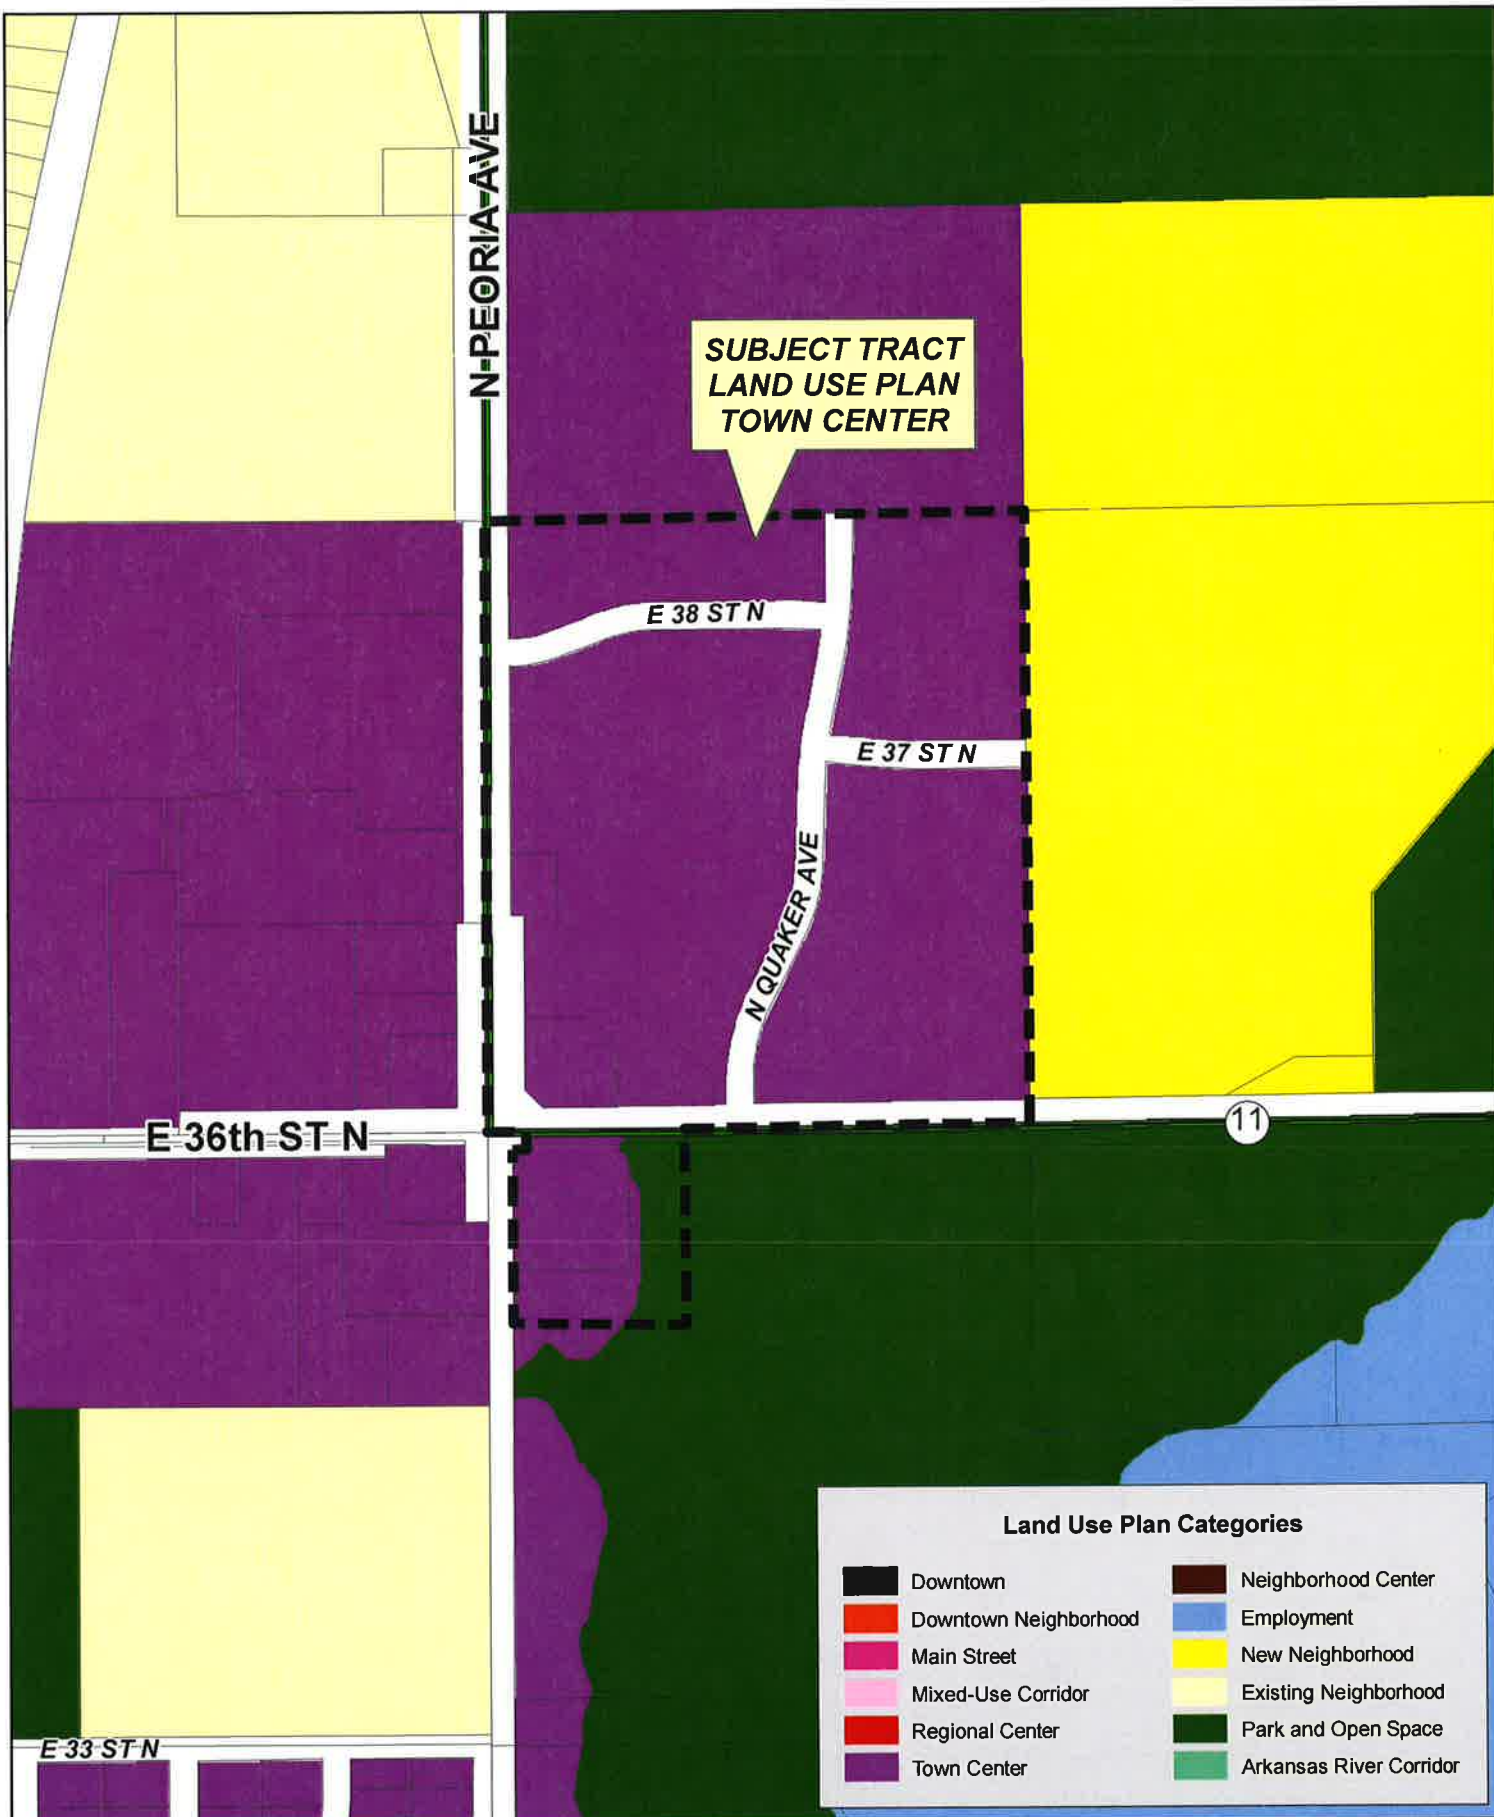 N PEORIA AVE
SUBJECT TRACT
LAND USE PLAN
TOWN CENTER
E 38 ST N
E 37 ST N
N QUAKER AVE
E 36th ST N
11
E 33 ST N
Land Use Plan Categories
Downtown
Downtown Neighborhood
Main Street
Mixed-Use Corridor
Regional Center
Town Center
Neighborhood Center
Employment
New Neighborhood
Existing Neighborhood
Park and Open Space
Arkansas River Corridor